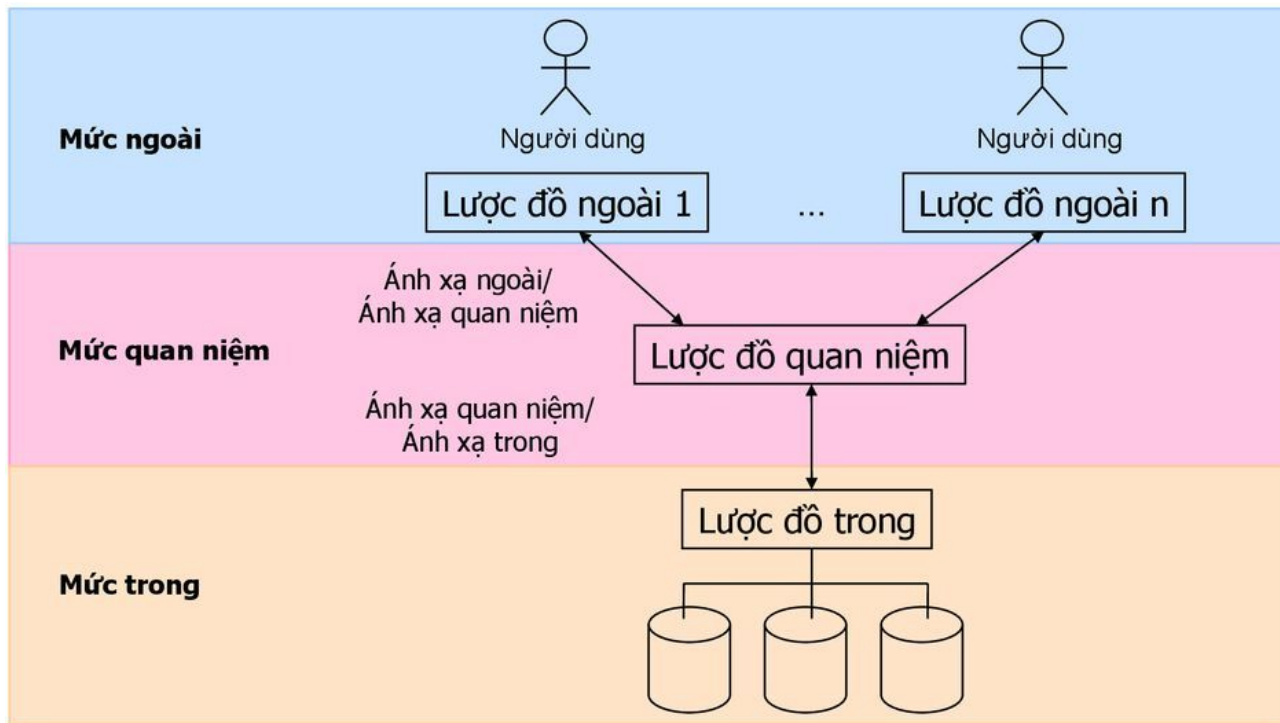 Mức ngoài
Người dùng
Người dùng
Lược đồ ngoài 1
...
Lược đồ ngoài n
Ánh xạ ngoài/
Ánh xạ quan niệm
Mức quan niệm
Lược đồ quan niệm
Ánh xạ quan niệm/
Ánh xạ trong
Lược đồ trong
Mức trong